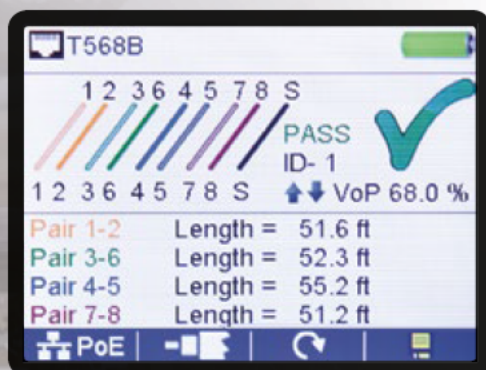 T568B
1 2 3 6 4 5 7 8 S
PASS
ID- 1
1 2 3 6 4 5 7 8 S
VoP 68.0 %
Pair 1-2 Length = 51.6 ft
Pair 3-6 Length = 52.3 ft
Pair 4-5 Length = 55.2 ft
Pair 7-8 Length = 51.2 ft
PoE